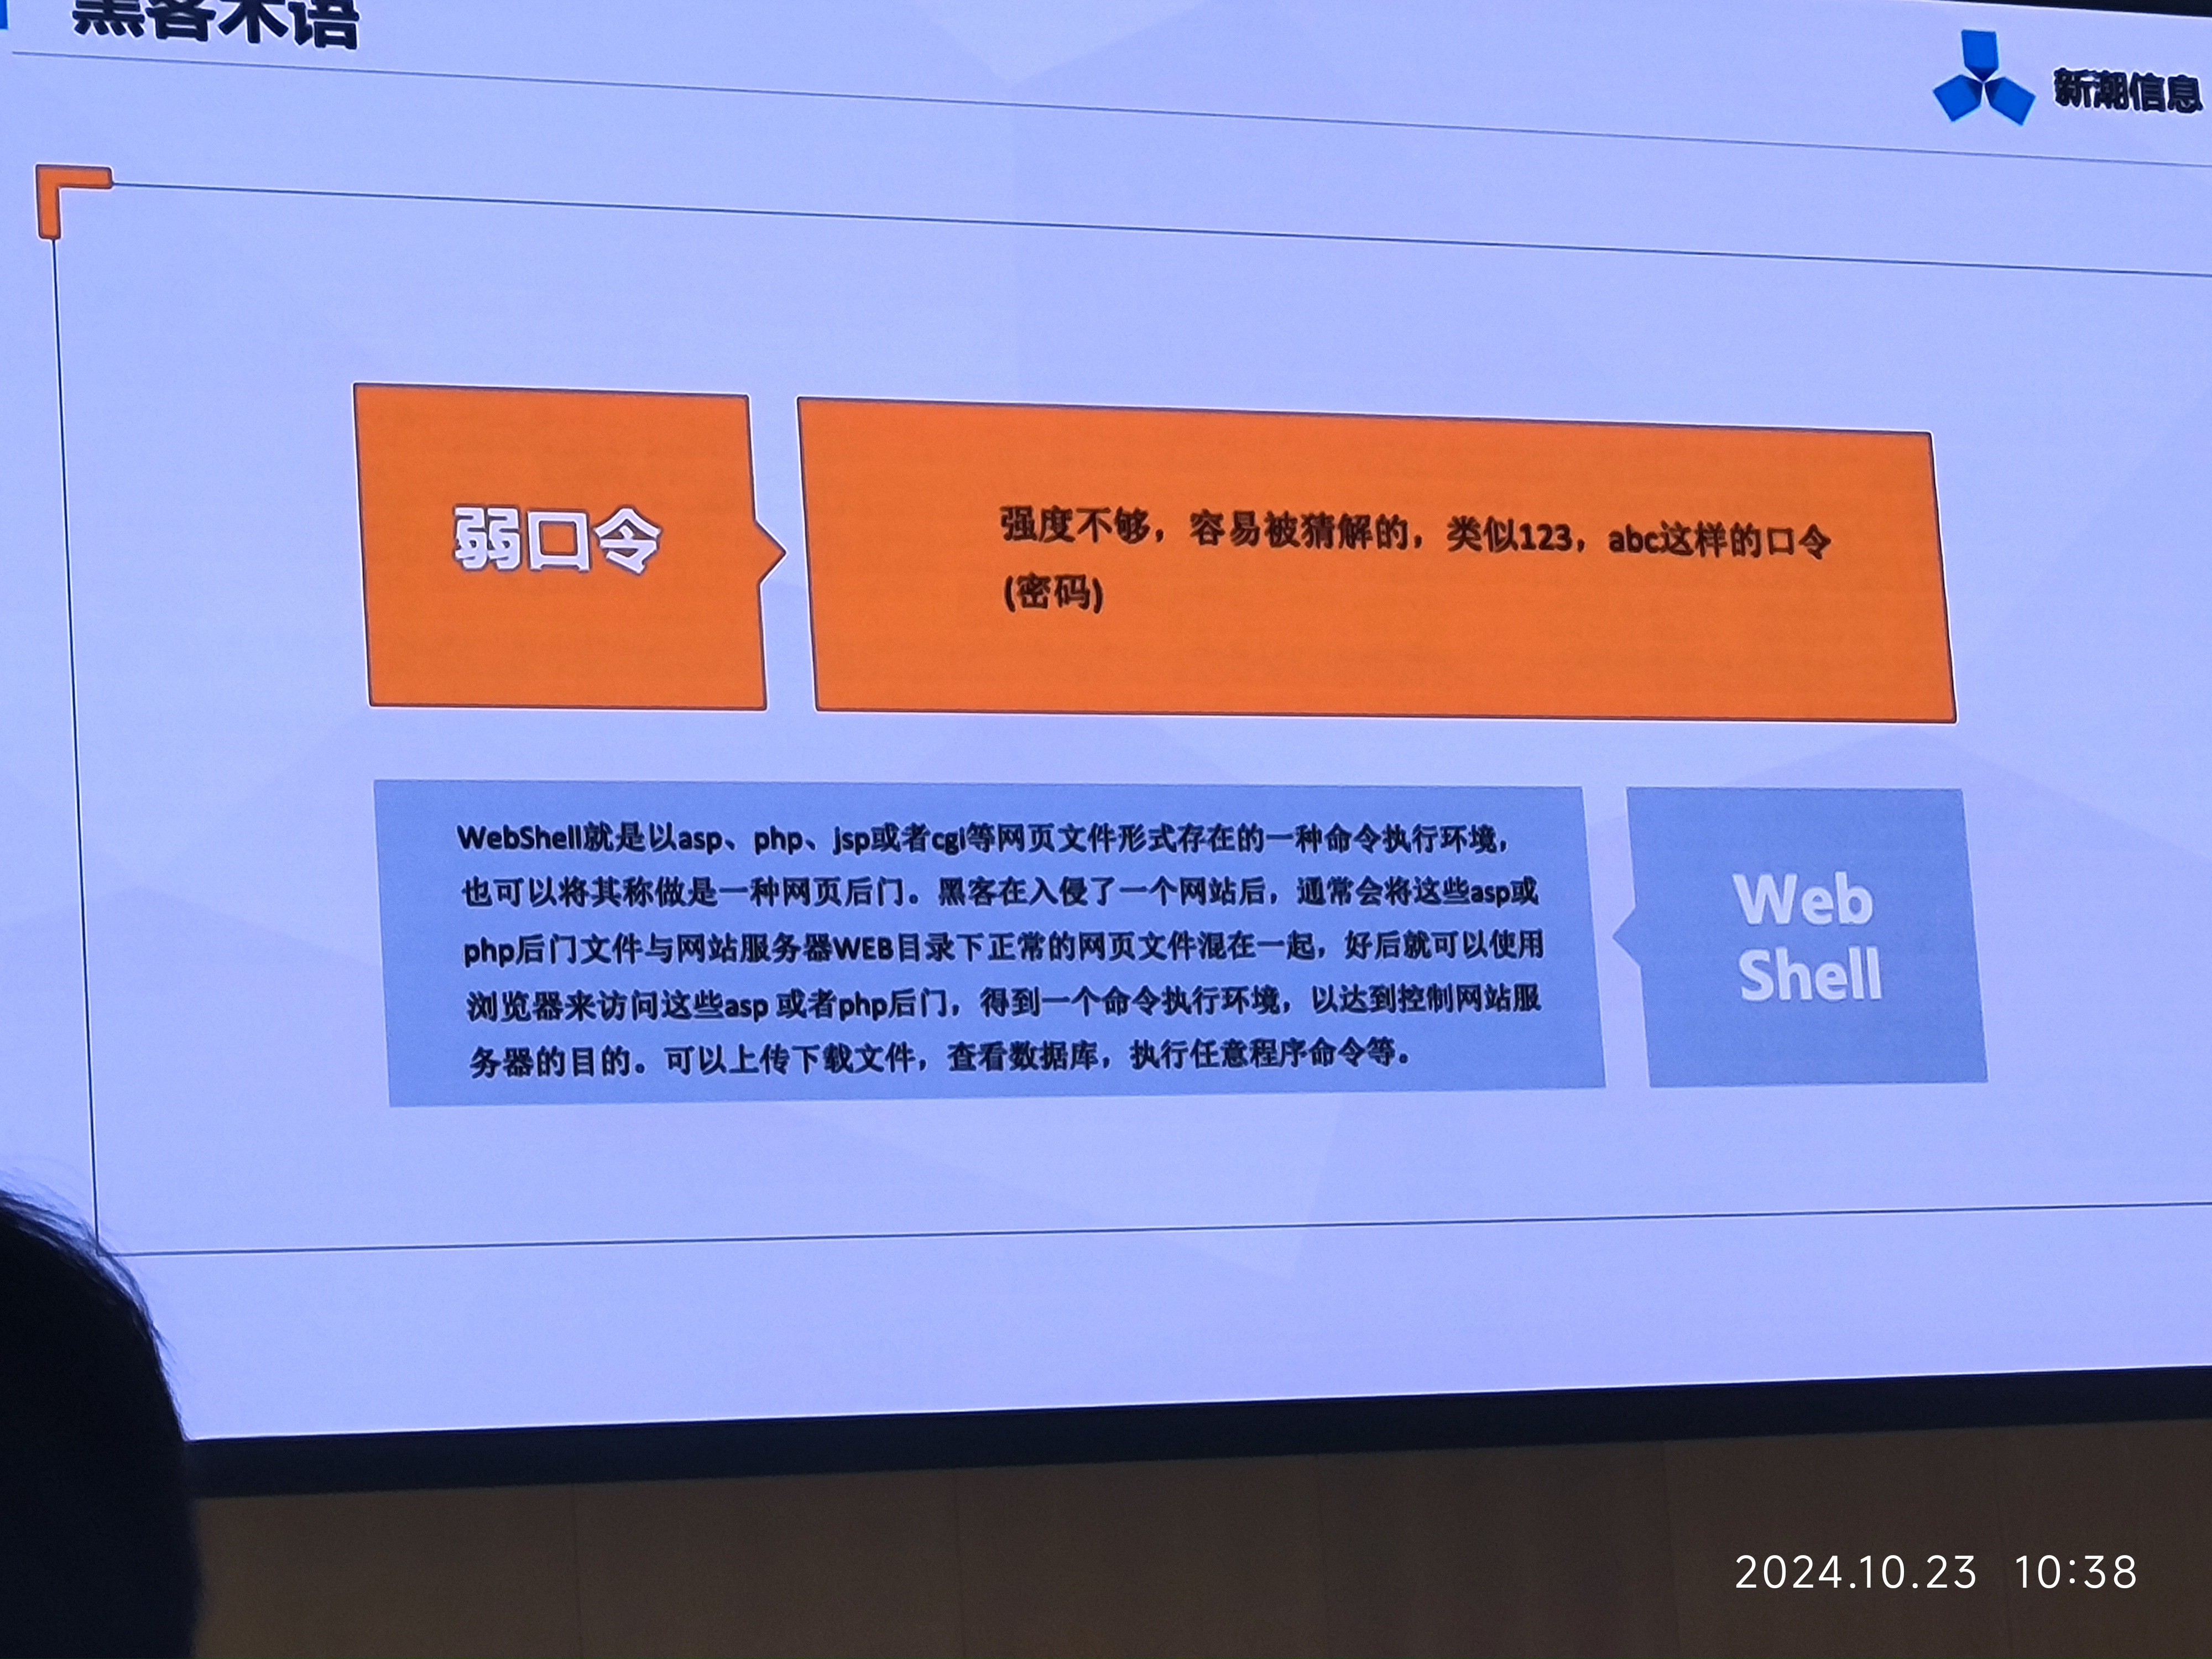 黑客术语
新潮信息
弱口令
强度不够，容易被猜解的，类似123，abc这样的口令
(密码)
WebShell就是以asp、php、jsp或者cgi等网页文件形式存在的一种命令执行环境，
也可以将其称做是一种网页后门。黑客在入侵了一个网站后，通常会将这些asp或
php后门文件与网站服务器WEB目录下正常的网页文件混在一起，好后就可以使用
浏览器来访问这些asp 或者php后门，得到一个命令执行环境，以达到控制网站服
务器的目的。可以上传下载文件，查看数据库，执行任意程序命令等。
Web
Shell
2024.10.23 10:38